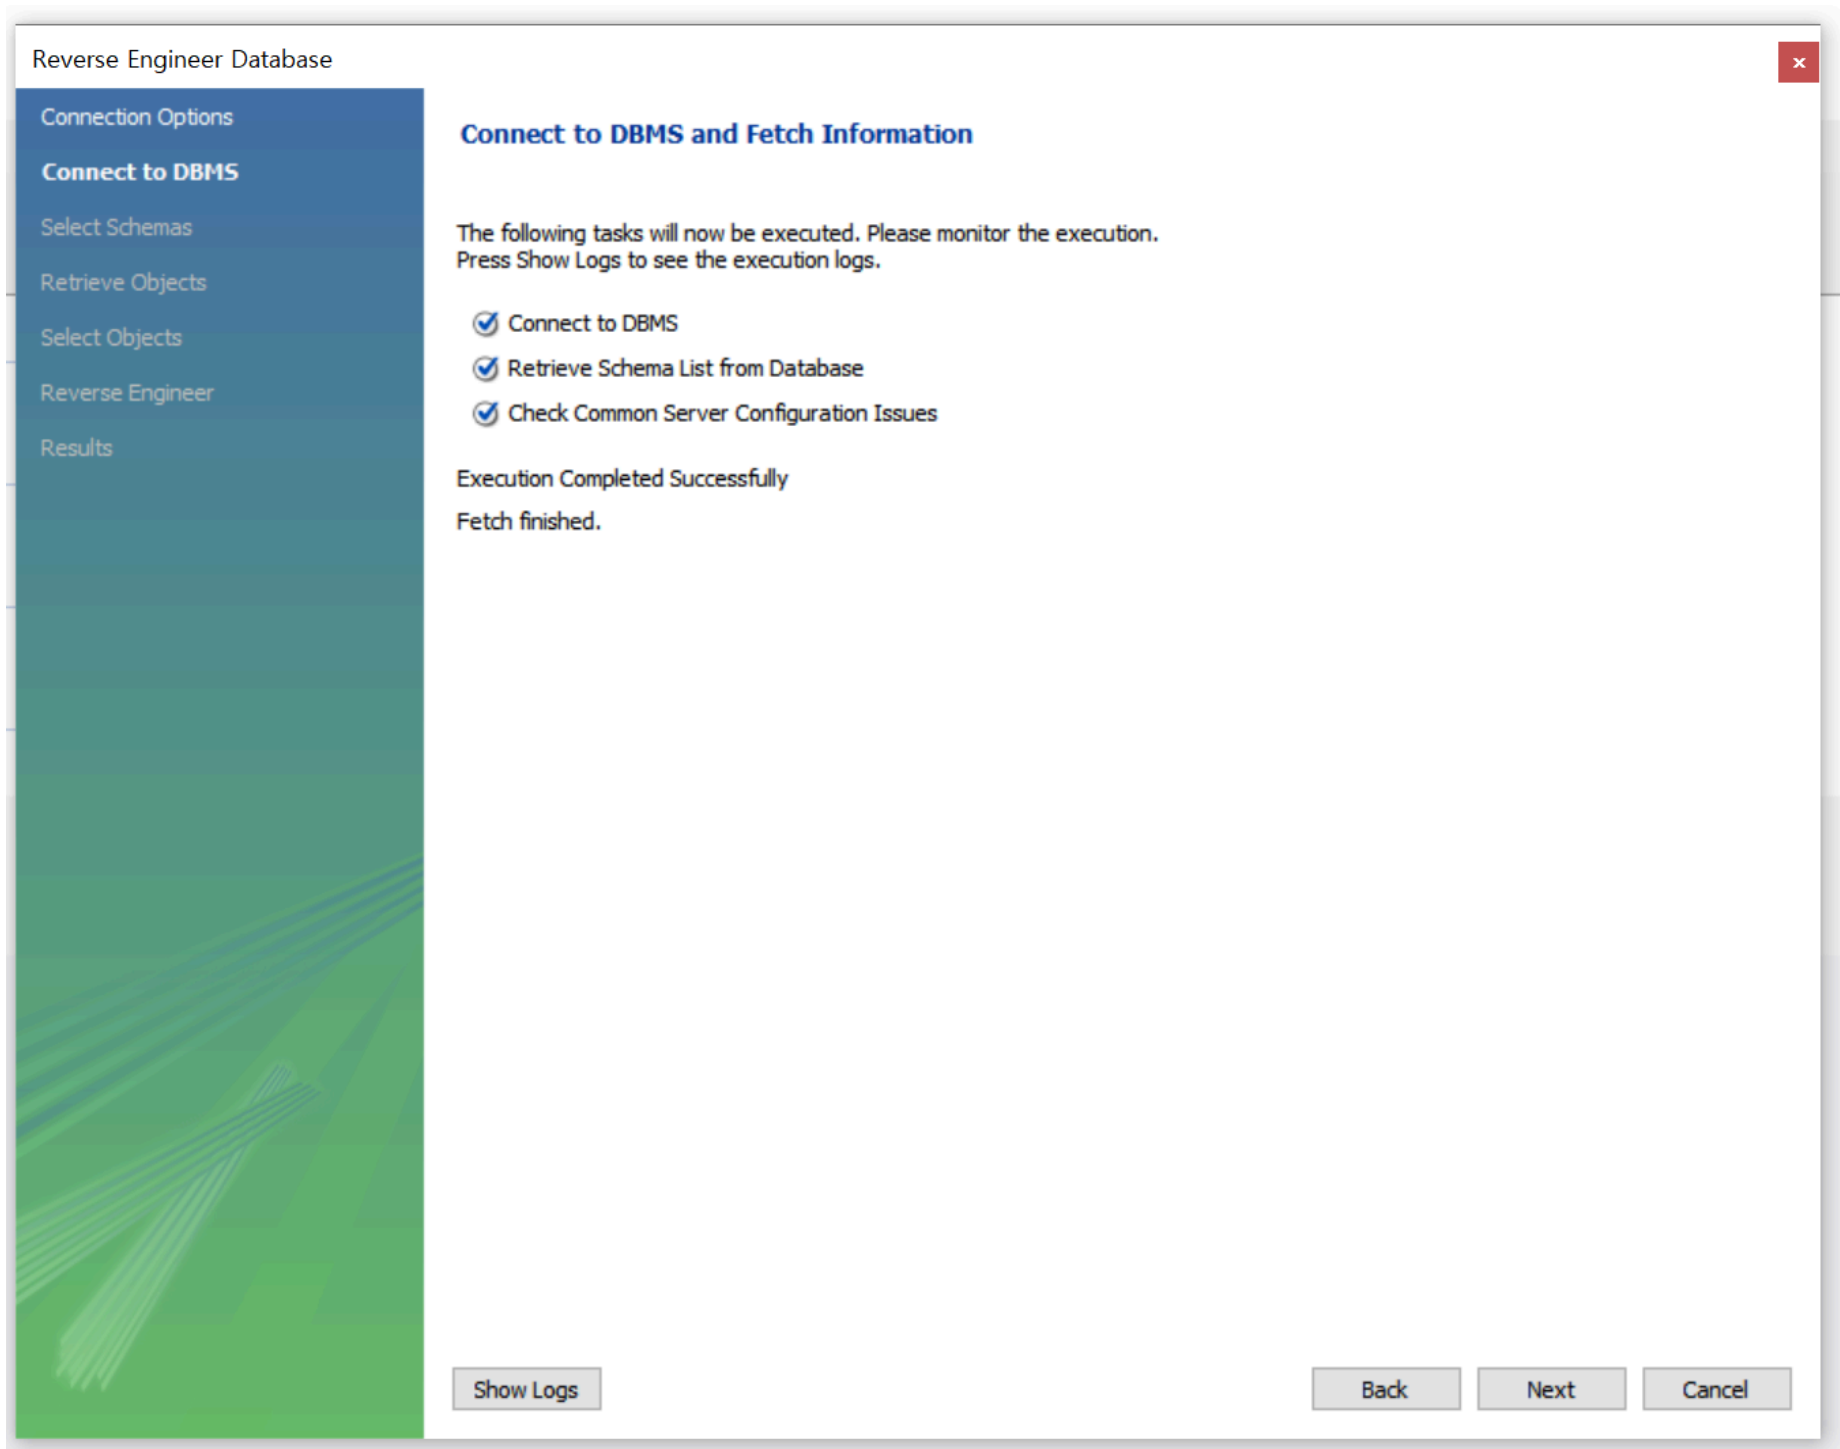 Reverse Engineer Database
x
Connection Options
Connect to DBMS
Select Schemas
Retrieve Objects
Select Objects
Reverse Engineer
Results
Connect to DBMS and Fetch Information
The following tasks will now be executed. Please monitor the execution.
Press Show Logs to see the execution logs.
Connect to DBMS
Retrieve Schema List from Database
Check Common Server Configuration Issues
Execution Completed Successfully
Fetch finished.
Show Logs
Back
Next
Cancel